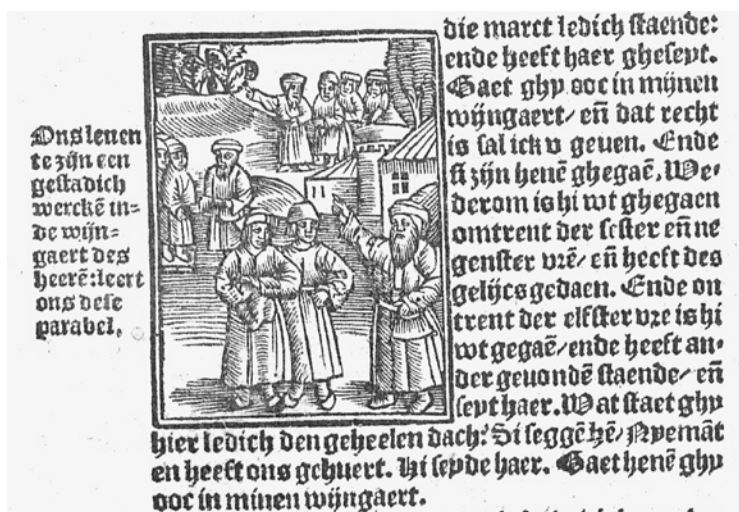 Ons leuen
te zijn een
gestadich
werckē in=
de wijn=
gaert des
heerē: leert
ons dese
parabel.
die marct ledich staende:
ende heeft haer gheseyt.
Gaet ghy ooc in mijnen
wijngaert/ eñ dat recht
is sal ick v geuen. Ende
si zijn henē ghegaē. We-
derom is hi wt ghegaen
omtrent der sester eñ ne
genster vrē/ eñ heeft des
gelijcs gedaen. Ende on
trent der elfster vre is hi
wt gegaē/ ende heeft an-
der geuondē staende/ eñ
seyt haer. Wat staet ghy
hier ledich den geheelen dach? Si seggē hē/ Nyemāt
en heeft ons gehuert. Hi seyde haer. Gaet henē ghy
ooc in minen wijngaert.